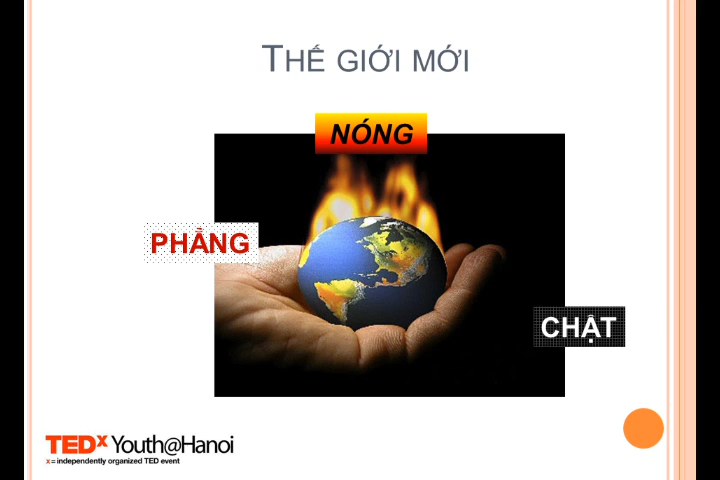 THẾ GIỚI MỚI
NÓNG
PHẲNG
CHẬT
TEDx Youth@Hanoi
x = independently organized TED event